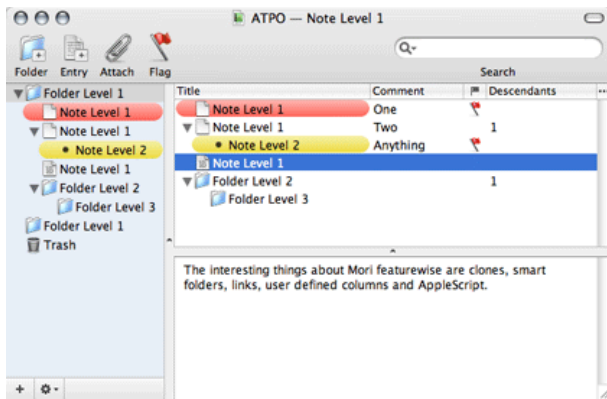 ATPO — Note Level 1
Folder Entry Attach Flag Search
Folder Level 1
Note Level 1
Note Level 1
Note Level 2
Note Level 1
Folder Level 2
Folder Level 3
Folder Level 1
Trash
Title Comment Descendants
Note Level 1 One
Note Level 1 Two 1
Note Level 2 Anything
Note Level 1
Folder Level 2 1
Folder Level 3
The interesting things about Mori featurewise are clones, smart
folders, links, user defined columns and AppleScript.